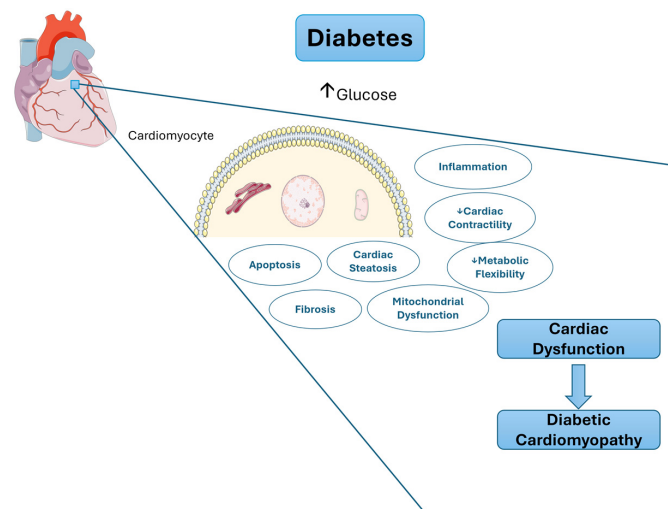 Diabetes
↑Glucose
Cardiomyocyte
Inflammation
↓Cardiac
Contractility
↓Metabolic
Flexibility
Apoptosis
Cardiac
Steatosis
Fibrosis
Mitochondrial
Dysfunction
Cardiac
Dysfunction
Diabetic
Cardiomyopathy